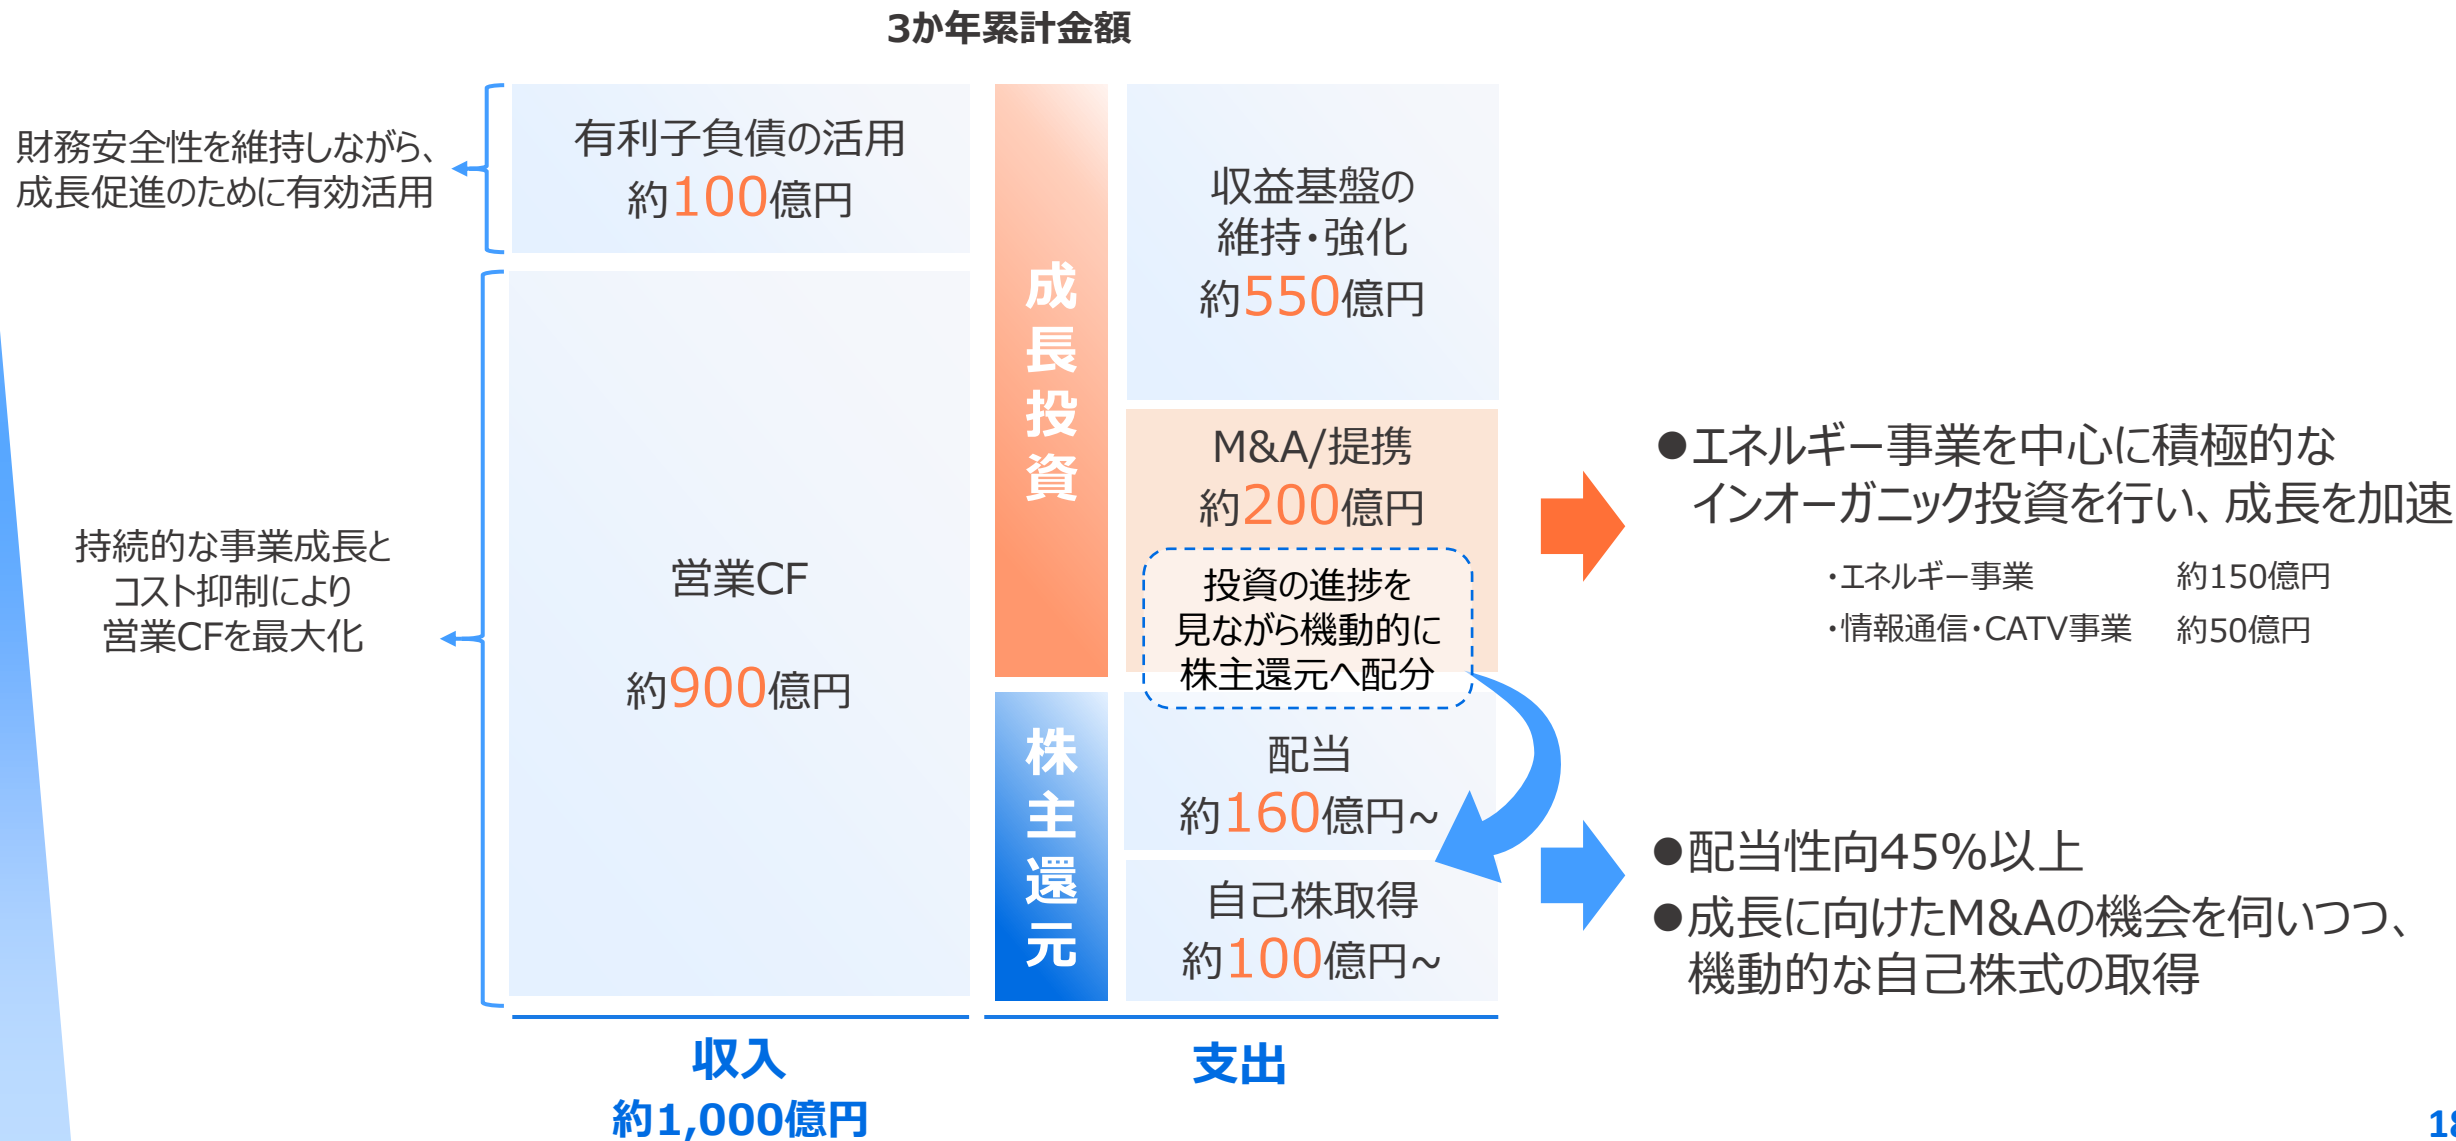 3か年累計金額
財務安全性を維持しながら、
成長促進のために有効活用
有利子負債の活用
約100億円
持続的な事業成長と
コスト抑制により
営業CFを最大化
営業CF
約900億円
収入
約1,000億円
成長投資
収益基盤の
維持・強化
約550億円
M&A/提携
約200億円
投資の進捗を
見ながら機動的に
株主還元へ配分
株主還元
配当
約160億円~
自己株取得
約100億円~
支出
●エネルギー事業を中心に積極的な
インオーガニック投資を行い、成長を加速
・エネルギー事業 約150億円
・情報通信・CATV事業 約50億円
●配当性向45%以上
●成長に向けたM&Aの機会を伺いつつ、
機動的な自己株式の取得